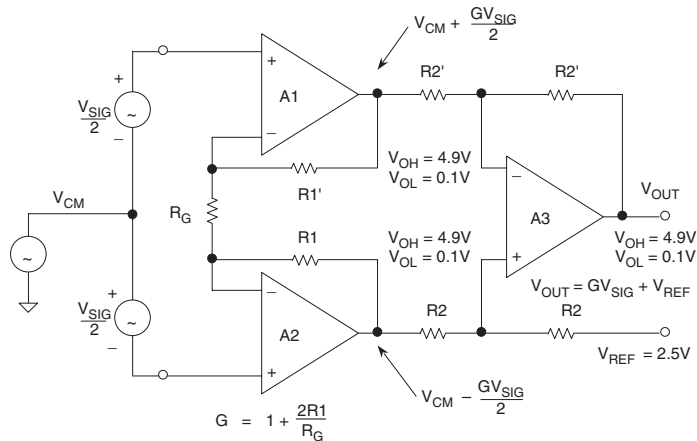 V_CM + GV_SIG/2
+
V_SIG/2
~
−
+
A1
−
R2'
R2'
R1'
V_OH = 4.9V
V_OL = 0.1V
V_CM
R_G
~
−
A3
+
V_OUT
V_OH = 4.9V
V_OL = 0.1V
R1
V_OH = 4.9V
V_OL = 0.1V
V_OUT = GV_SIG + V_REF
+
V_SIG/2
~
−
−
A2
+
R2
R2
V_REF = 2.5V
V_CM − GV_SIG/2
G = 1 + 2R1/R_G